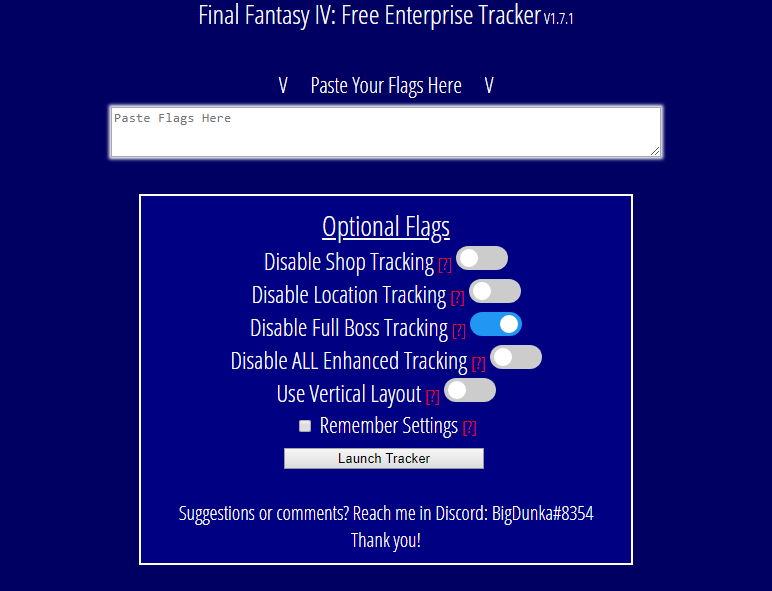 Final Fantasy IV: Free Enterprise Tracker V1.7.1
V Paste Your Flags Here V
Paste Flags Here
Optional Flags
Disable Shop Tracking [?]
Disable Location Tracking [?]
Disable Full Boss Tracking [?]
Disable ALL Enhanced Tracking [?]
Use Vertical Layout [?]
Remember Settings [?]
Launch Tracker
Suggestions or comments? Reach me in Discord: BigDunka#8354
Thank you!